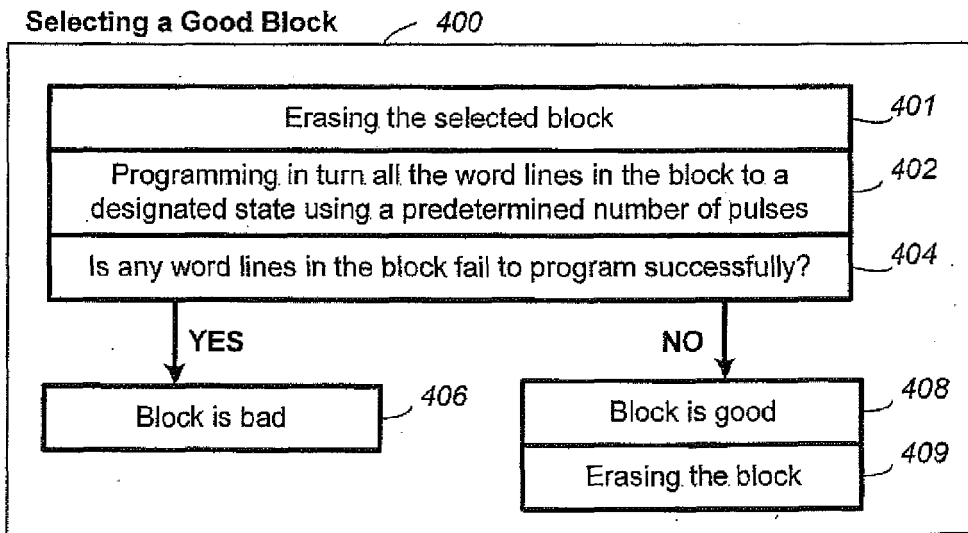 Selecting a Good Block 400
Erasing the selected block 401
Programming in turn all the word lines in the block to a 402
designated state using a predetermined number of pulses
Is any word lines in the block fail to program successfully? 404
YES NO
Block is bad 406 Block is good 408
Erasing the block 409